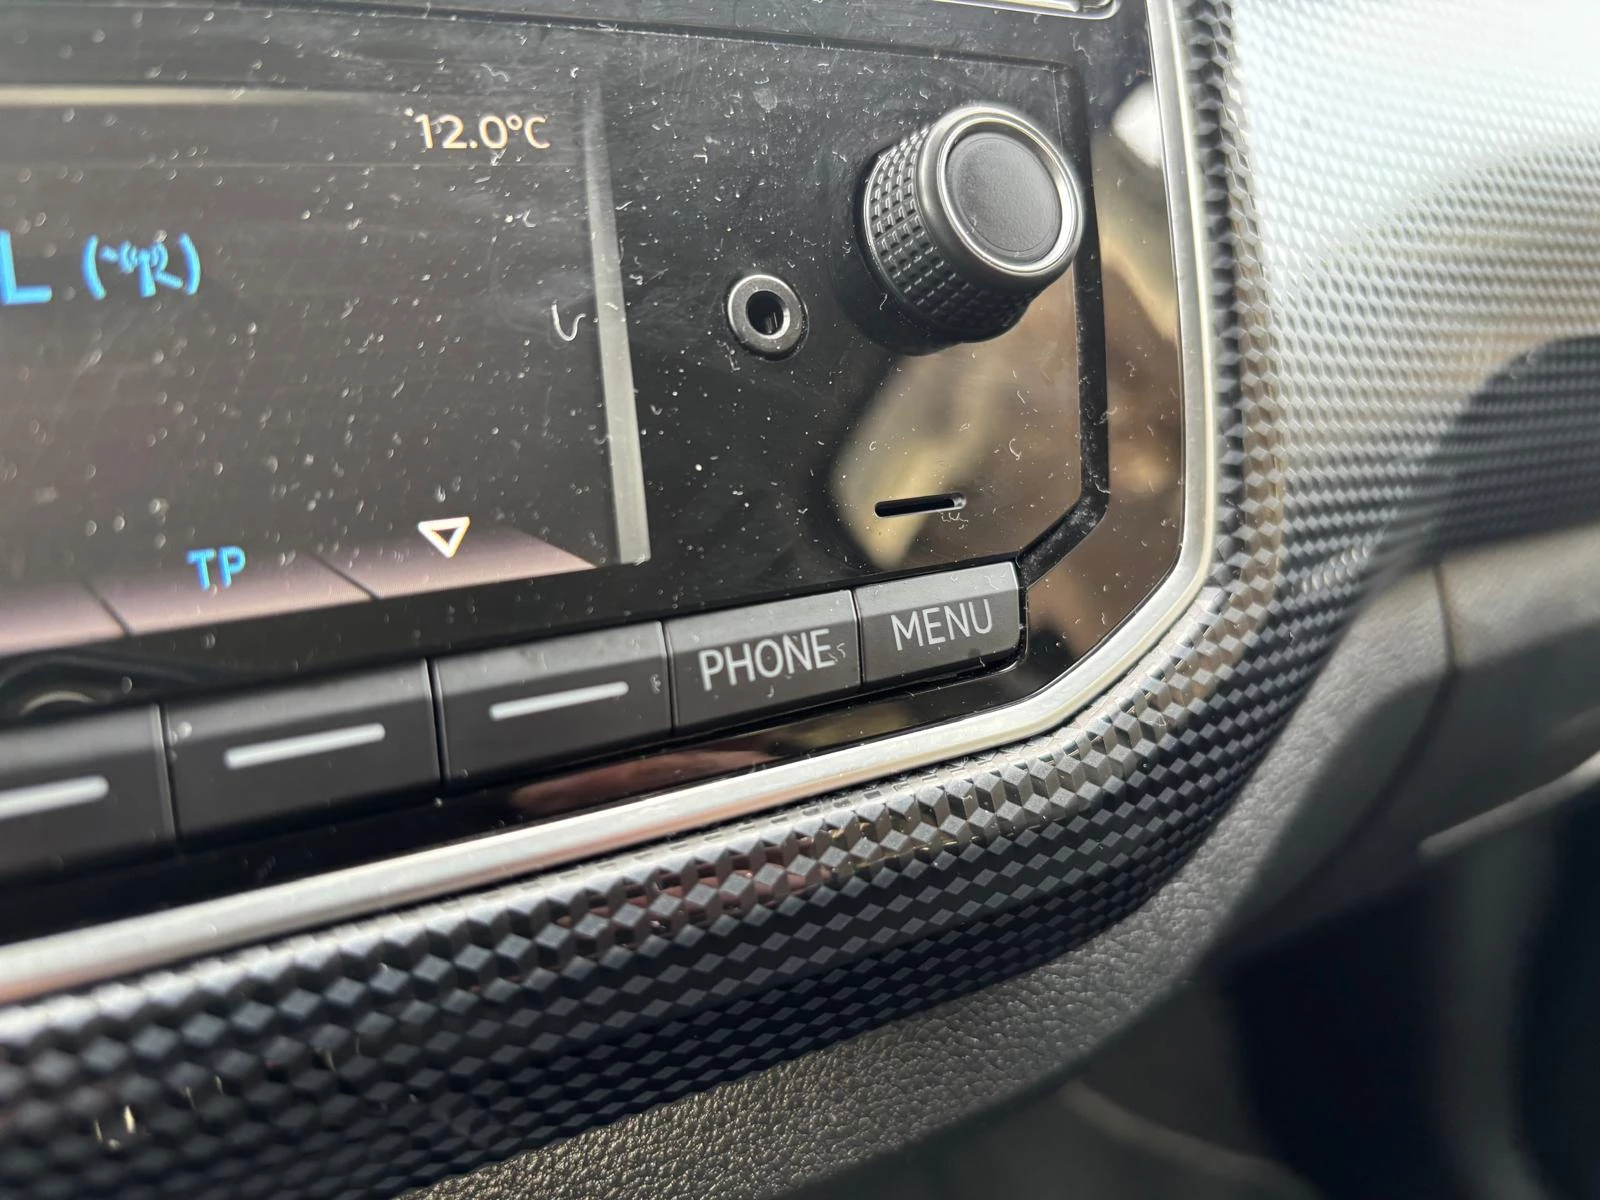 12.0°C
L
TP
PHONE MENU